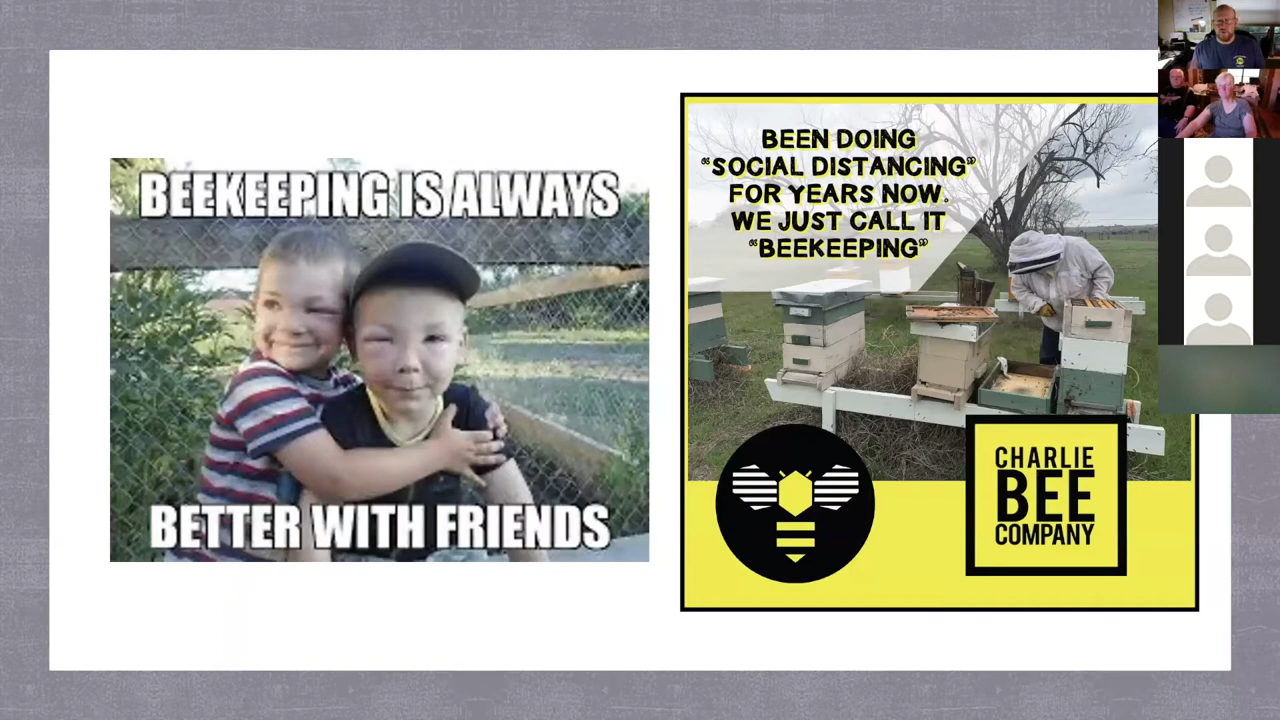 BEEKEEPING IS ALWAYS
BETTER WITH FRIENDS
BEEN DOING
“SOCIAL DISTANCING”
FOR YEARS NOW.
WE JUST CALL IT
“BEEKEEPING”
CHARLIE
BEE
COMPANY